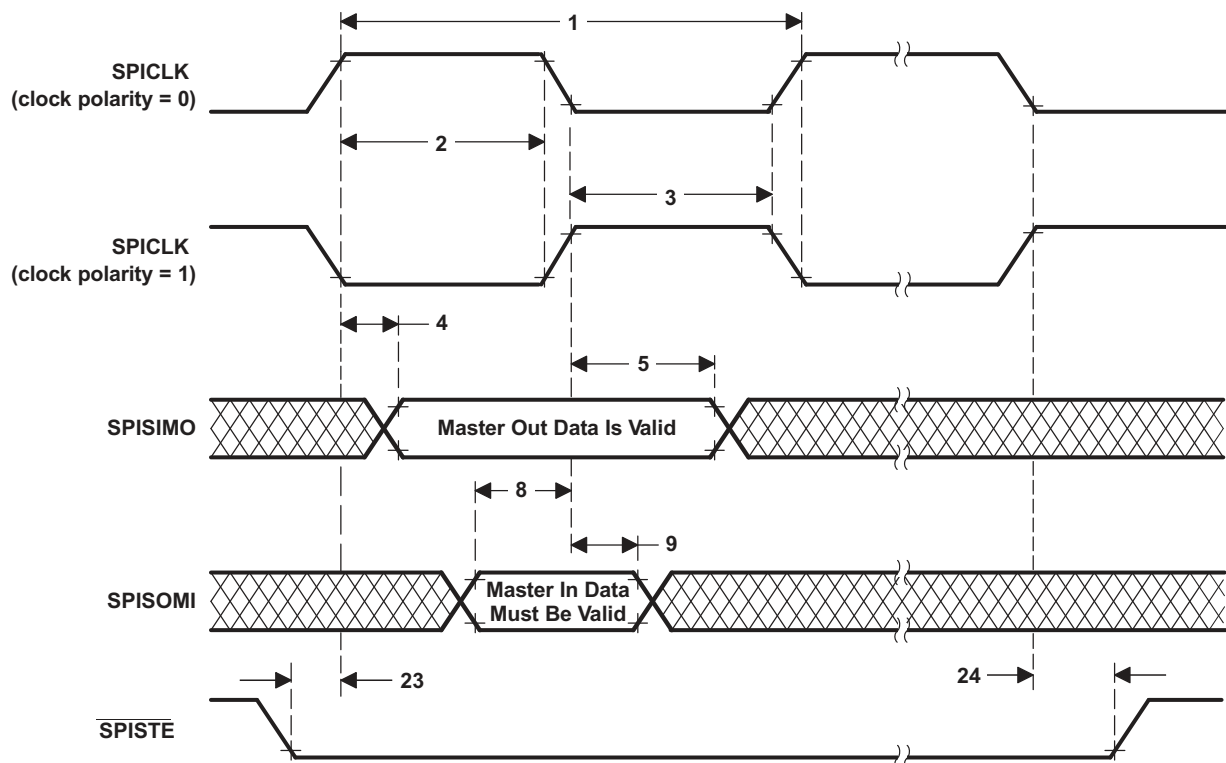 1
SPICLK
(clock polarity = 0)
2
3
SPICLK
(clock polarity = 1)
4
5
SPISIMO
Master Out Data Is Valid
8
9
SPISOMI
Master In Data
Must Be Valid
23
24
SPISTE